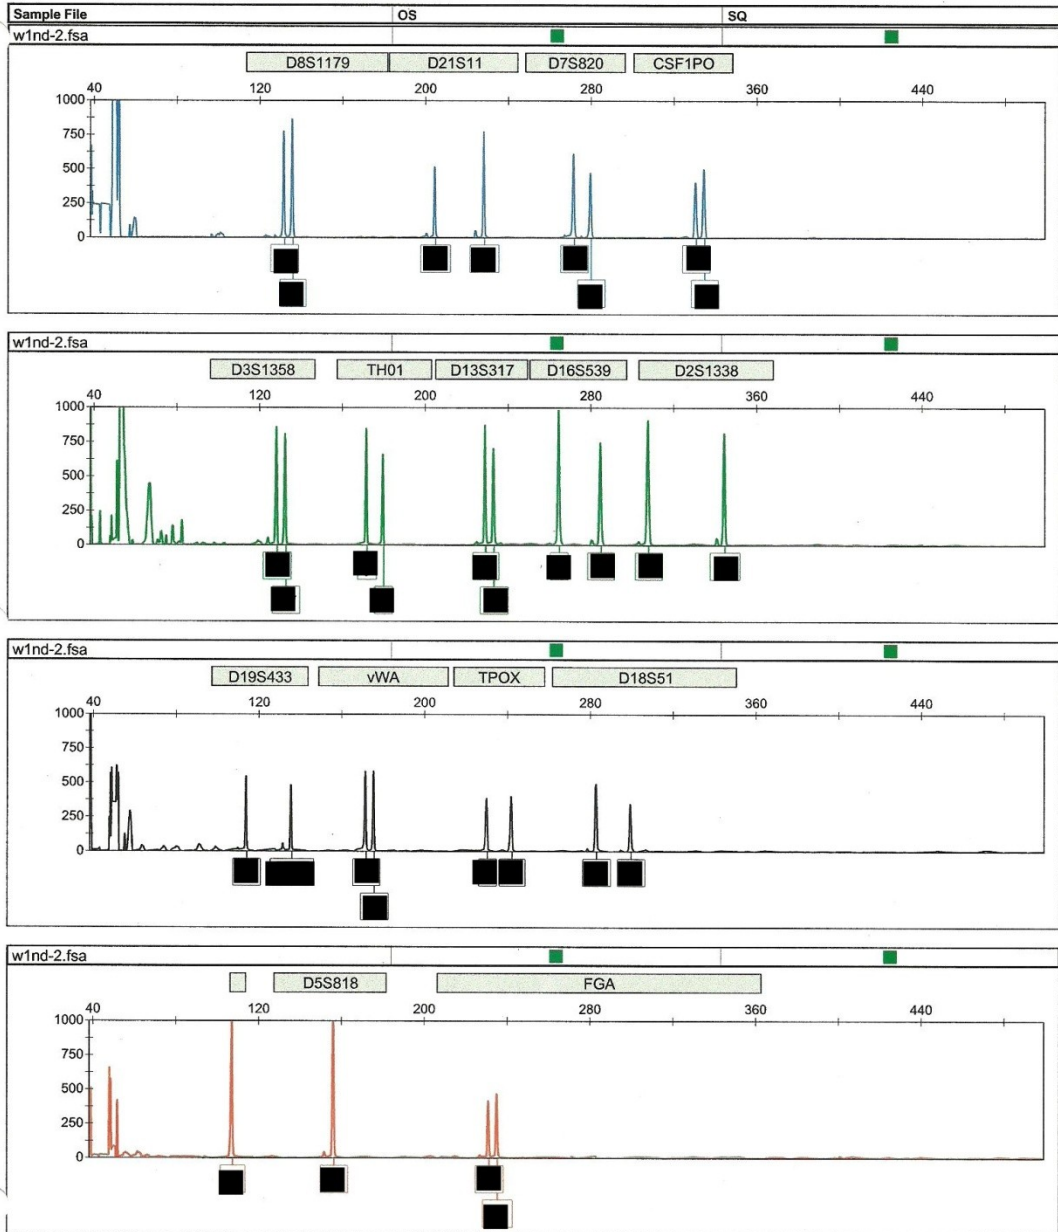 Sample File OS SQ
w1nd-2.fsa
D8S1179 D21S11 D7S820 CSF1PO
40 120 200 280 360 440
1000
750
500
250
0
w1nd-2.fsa
D3S1358 TH01 D13S317 D16S539 D2S1338
40 120 200 280 360 440
1000
750
500
250
0
w1nd-2.fsa
D19S433 vWA TPOX D18S51
40 120 200 280 360 440
1000
750
500
250
0
w1nd-2.fsa
D5S818 FGA
40 120 200 280 360 440
1000
750
500
250
0